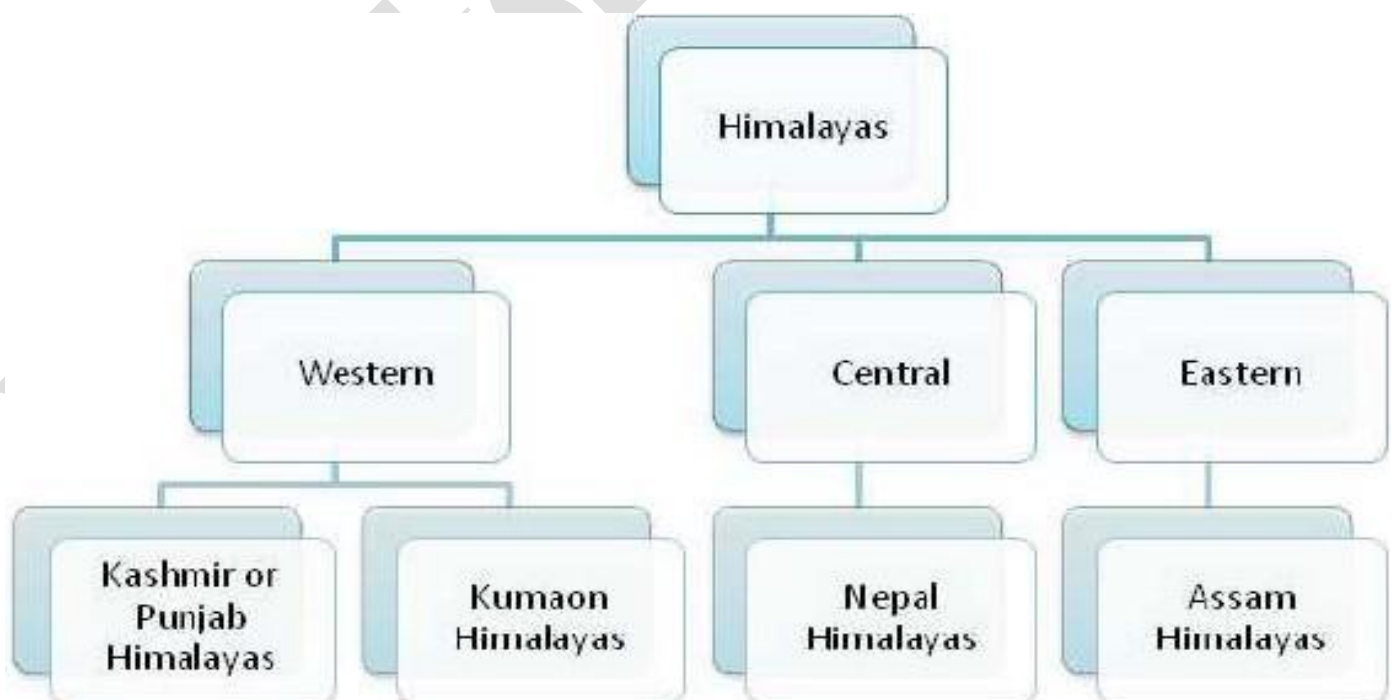 Himalayas
Western
Central
Eastern
Kashmir or
Punjab
Himalayas
Kumaon
Himalayas
Nepal
Himalayas
Assam
Himalayas